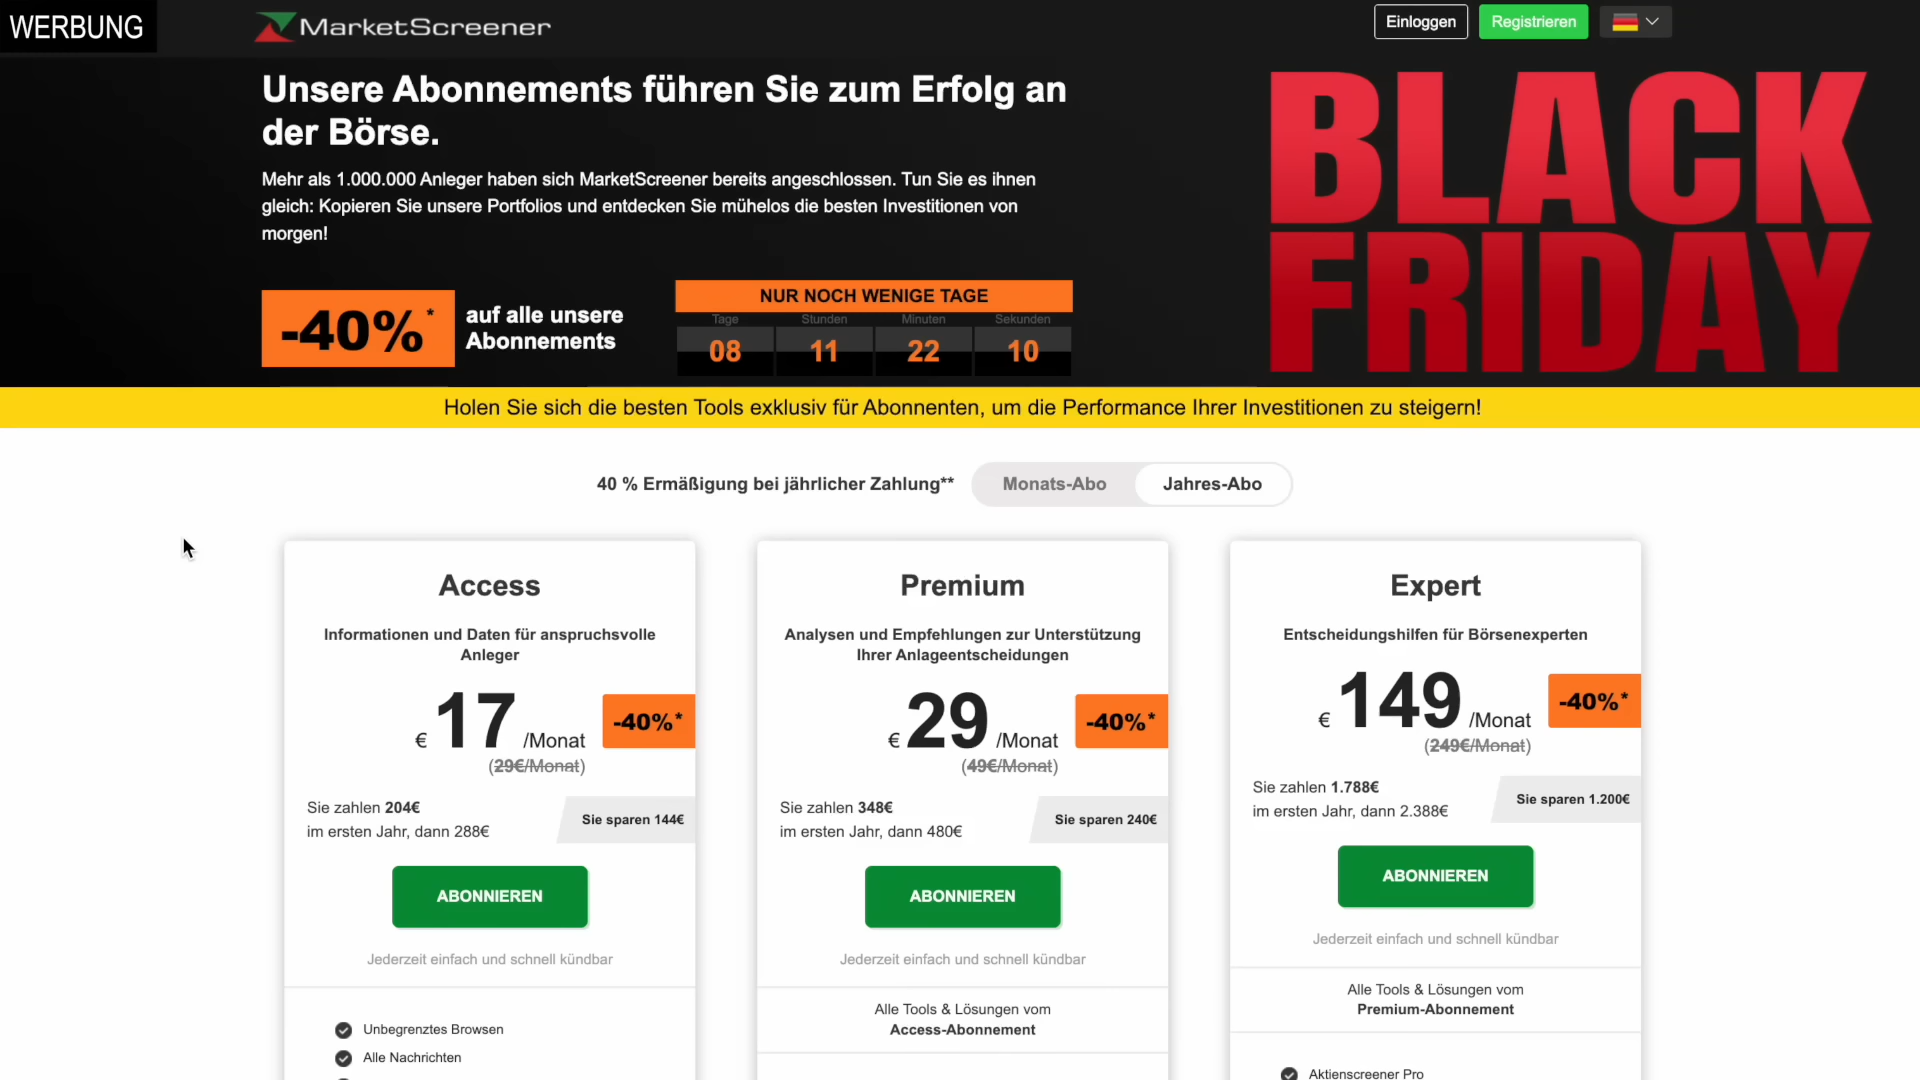 WERBUNG
MarketScreener
Einloggen
Registrieren
Unsere Abonnements führen Sie zum Erfolg an
der Börse.
Mehr als 1.000.000 Anleger haben sich MarketScreener bereits angeschlossen. Tun Sie es ihnen
gleich: Kopieren Sie unsere Portfolios und entdecken Sie mühelos die besten Investitionen von
morgen!
-40%*
auf alle unsere
Abonnements
NUR NOCH WENIGE TAGE
Tage Stunden Minuten Sekunden
08 11 22 10
BLACK
FRIDAY
Holen Sie sich die besten Tools exklusiv für Abonnenten, um die Performance Ihrer Investitionen zu steigern!
40 % Ermäßigung bei jährlicher Zahlung** Monats-Abo Jahres-Abo
Access
Informationen und Daten für anspruchsvolle
Anleger
€ 17 /Monat -40%*
(29€/Monat)
Sie zahlen 204€
im ersten Jahr, dann 288€
Sie sparen 144€
ABONNIEREN
Jederzeit einfach und schnell kündbar
Unbegrenztes Browsen
Alle Nachrichten
Premium
Analysen und Empfehlungen zur Unterstützung
Ihrer Anlageentscheidungen
€ 29 /Monat -40%*
(49€/Monat)
Sie zahlen 348€
im ersten Jahr, dann 480€
Sie sparen 240€
ABONNIEREN
Jederzeit einfach und schnell kündbar
Alle Tools & Lösungen vom
Access-Abonnement
Expert
Entscheidungshilfen für Börsenexperten
€ 149 /Monat -40%*
(249€/Monat)
Sie zahlen 1.788€
im ersten Jahr, dann 2.388€
Sie sparen 1.200€
ABONNIEREN
Jederzeit einfach und schnell kündbar
Alle Tools & Lösungen vom
Premium-Abonnement
Aktienscreener Pro